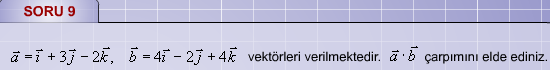 SORU 9
a⃗ = i⃗ + 3j⃗ − 2k⃗, b⃗ = 4i⃗ − 2j⃗ + 4k⃗ vektörleri verilmektedir. a⃗ · b⃗ çarpımını elde ediniz.